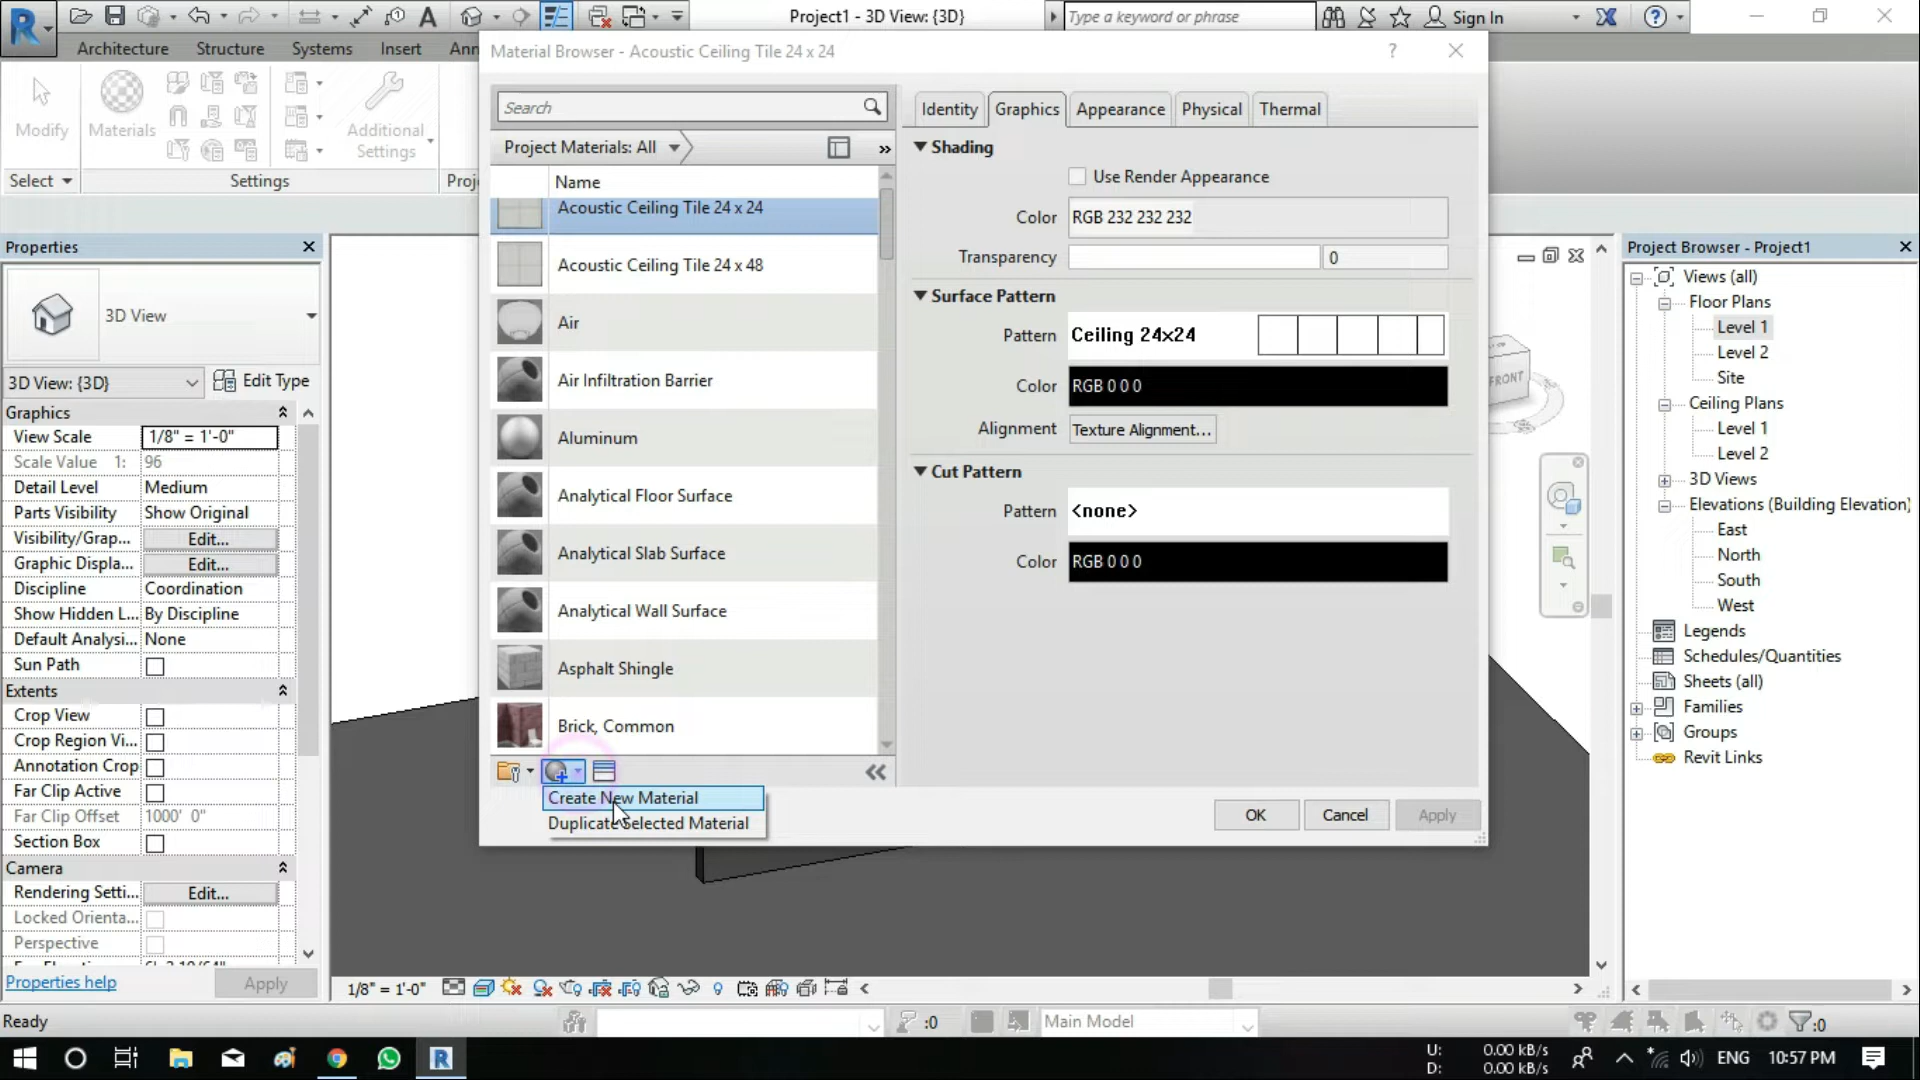 Project1 - 3D View: {3D}
Type a keyword or phrase
Sign In
Architecture
Structure
Systems
Insert
Ann
Modify
Materials
Additional
Settings
Select
Settings
Proj
Material Browser - Acoustic Ceiling Tile 24 x 24
Search
Project Materials: All
Name
Acoustic Ceiling Tile 24 x 24
Acoustic Ceiling Tile 24 x 48
Air
Air Infiltration Barrier
Aluminum
Analytical Floor Surface
Analytical Slab Surface
Analytical Wall Surface
Asphalt Shingle
Brick, Common
Create New Material
Duplicate Selected Material
Identity
Graphics
Appearance
Physical
Thermal
Shading
Use Render Appearance
Color
RGB 232 232 232
Transparency
0
Surface Pattern
Pattern
Ceiling 24x24
Color
RGB 0 0 0
Alignment
Texture Alignment...
Cut Pattern
Pattern
<none>
Color
RGB 0 0 0
OK
Cancel
Apply
Properties
3D View
3D View: {3D}
Edit Type
Graphics
View Scale
1/8" = 1'-0"
Scale Value 1:
96
Detail Level
Medium
Parts Visibility
Show Original
Visibility/Grap...
Edit...
Graphic Displa...
Edit...
Discipline
Coordination
Show Hidden L...
By Discipline
Default Analysi...
None
Sun Path
Extents
Crop View
Crop Region Vi...
Annotation Crop
Far Clip Active
Far Clip Offset
1000' 0"
Section Box
Camera
Rendering Setti...
Edit...
Locked Orienta...
Perspective
Properties help
Apply
FRONT
Project Browser - Project1
Views (all)
Floor Plans
Level 1
Level 2
Site
Ceiling Plans
Level 1
Level 2
3D Views
Elevations (Building Elevation)
East
North
South
West
Legends
Schedules/Quantities
Sheets (all)
Families
Groups
Revit Links
1/8" = 1'-0"
Ready
:0
Main Model
:0
U: 0.00 kB/s
D: 0.00 kB/s
ENG
10:57 PM